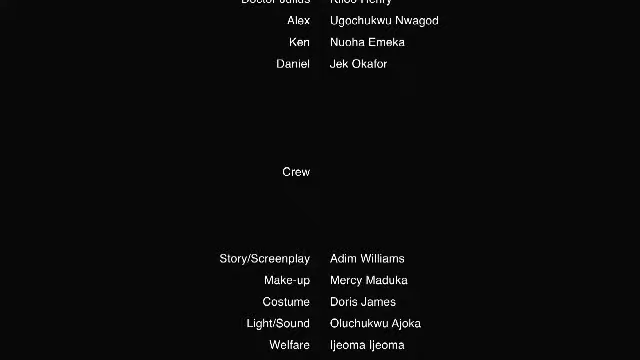 Alex Ugochukwu Nwagod
Ken Nuoha Emeka
Daniel Jek Okafor
Crew
Story/Screenplay Adim Williams
Make-up Mercy Maduka
Costume Doris James
Light/Sound Oluchukwu Ajoka
Welfare Ijeoma Ijeoma